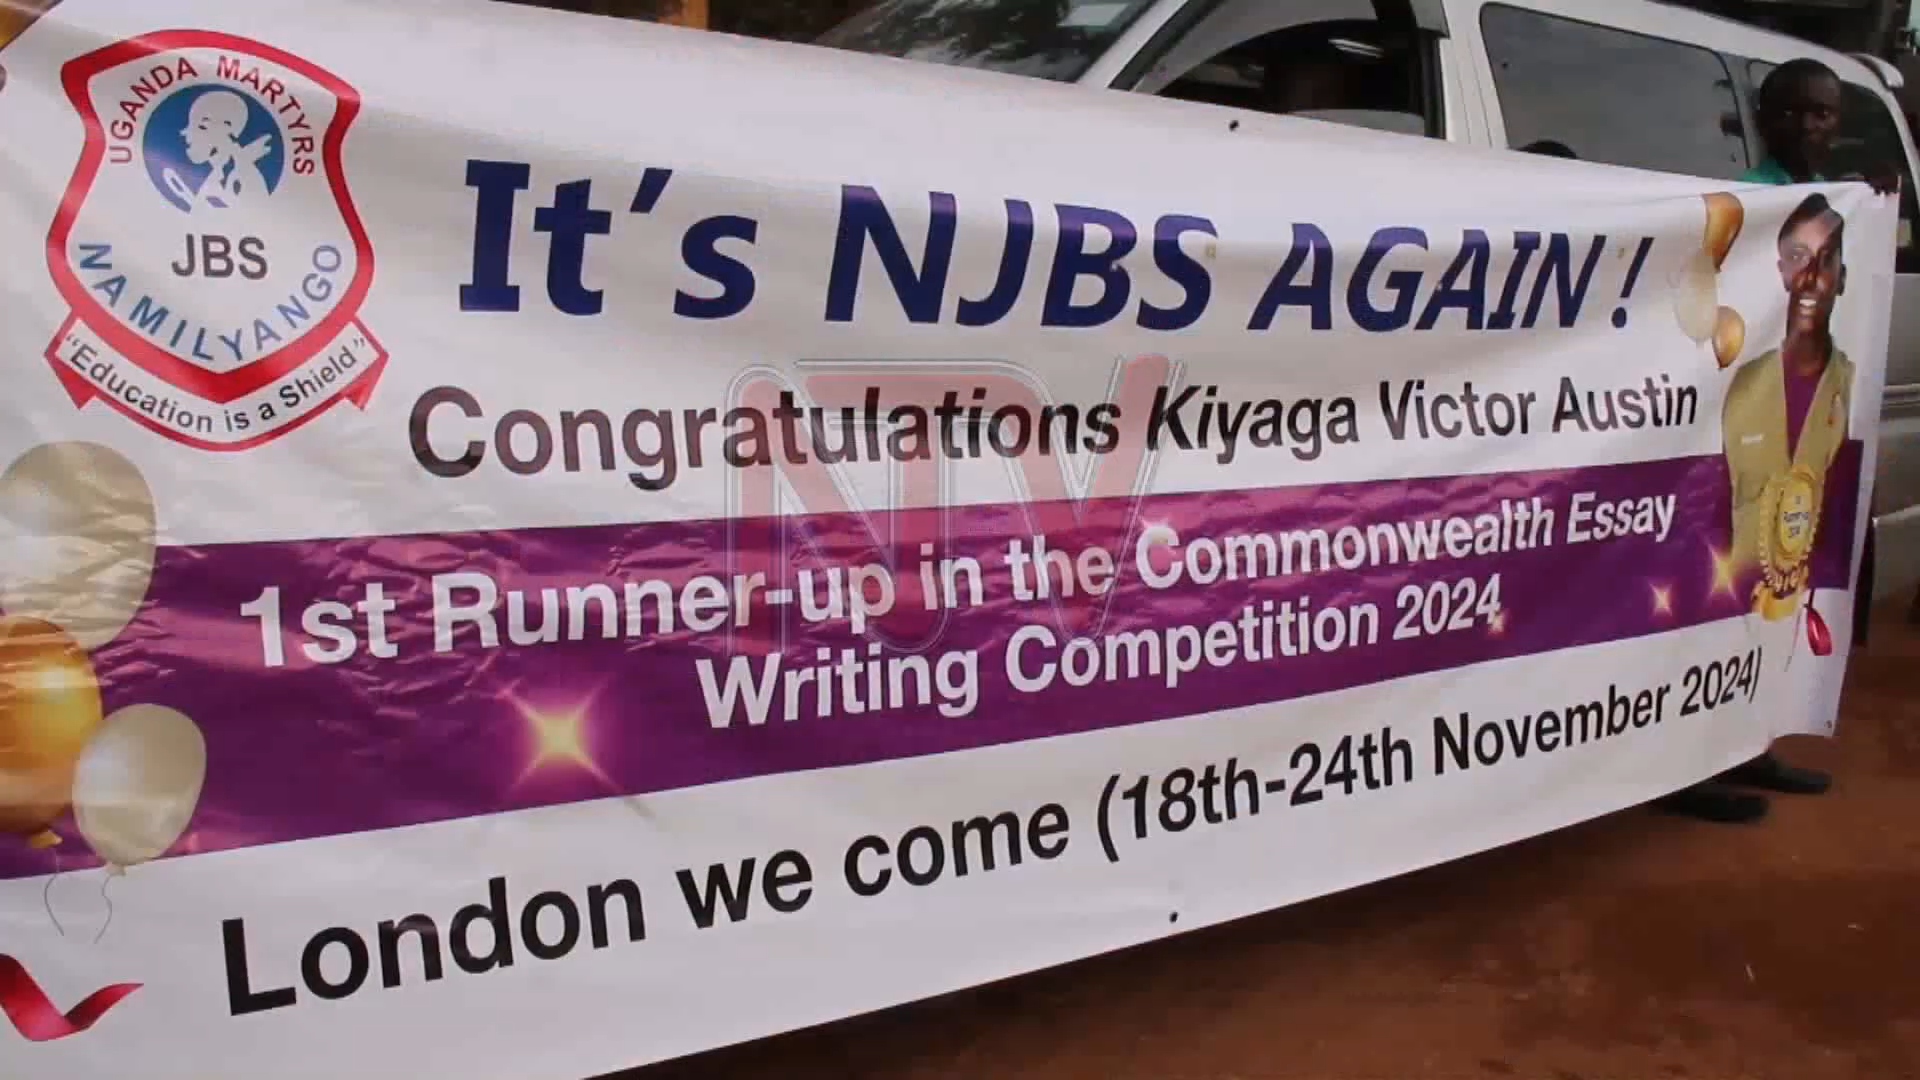 UGANDA MARTYRS
JBS
NAMILYANGO
"Education is a Shield"
It's NJBS AGAIN!
Congratulations Kiyaga Victor Austin
1st Runner-up in the Commonwealth Essay
Writing Competition 2024
London we come (18th-24th November 2024)
NTV